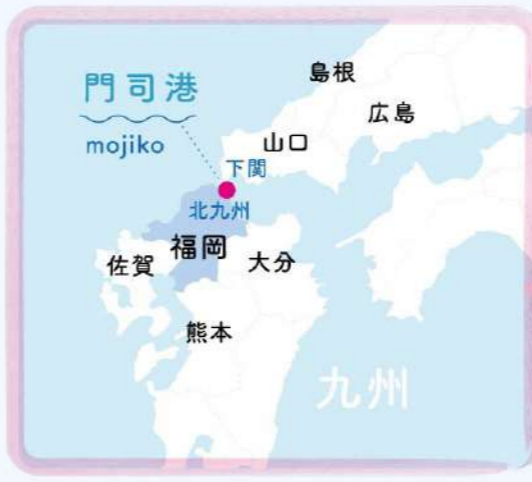 門司港
mojiko
島根
広島
山口
下関
北九州
福岡
佐賀
大分
熊本
九州